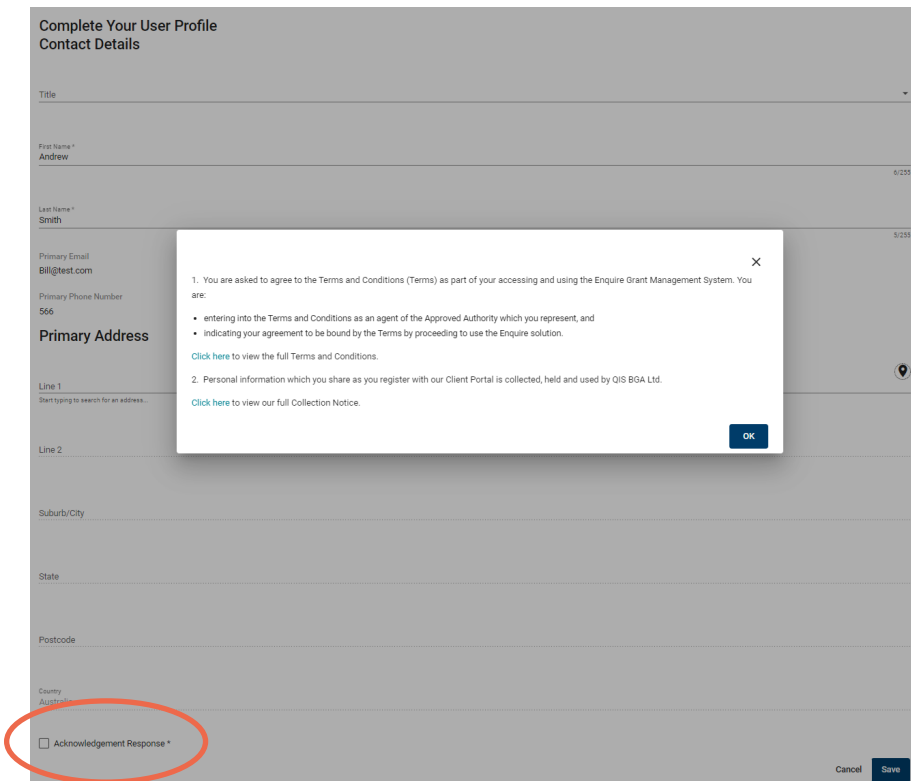 Complete Your User Profile
Contact Details
Title
First Name *
Andrew
6/255
Last Name *
Smith
5/255
Primary Email
Bill@test.com
Primary Phone Number
566
Primary Address
Line 1
Start typing to search for an address...
Line 2
Suburb/City
State
Postcode
Country
Australia
Acknowledgement Response *
Cancel
Save
1. You are asked to agree to the Terms and Conditions (Terms) as part of your accessing and using the Enquire Grant Management System. You
are:
• entering into the Terms and Conditions as an agent of the Approved Authority which you represent, and
• indicating your agreement to be bound by the Terms by proceeding to use the Enquire solution.
Click here to view the full Terms and Conditions.
2. Personal information which you share as you register with our Client Portal is collected, held and used by QIS BGA Ltd.
Click here to view our full Collection Notice.
OK